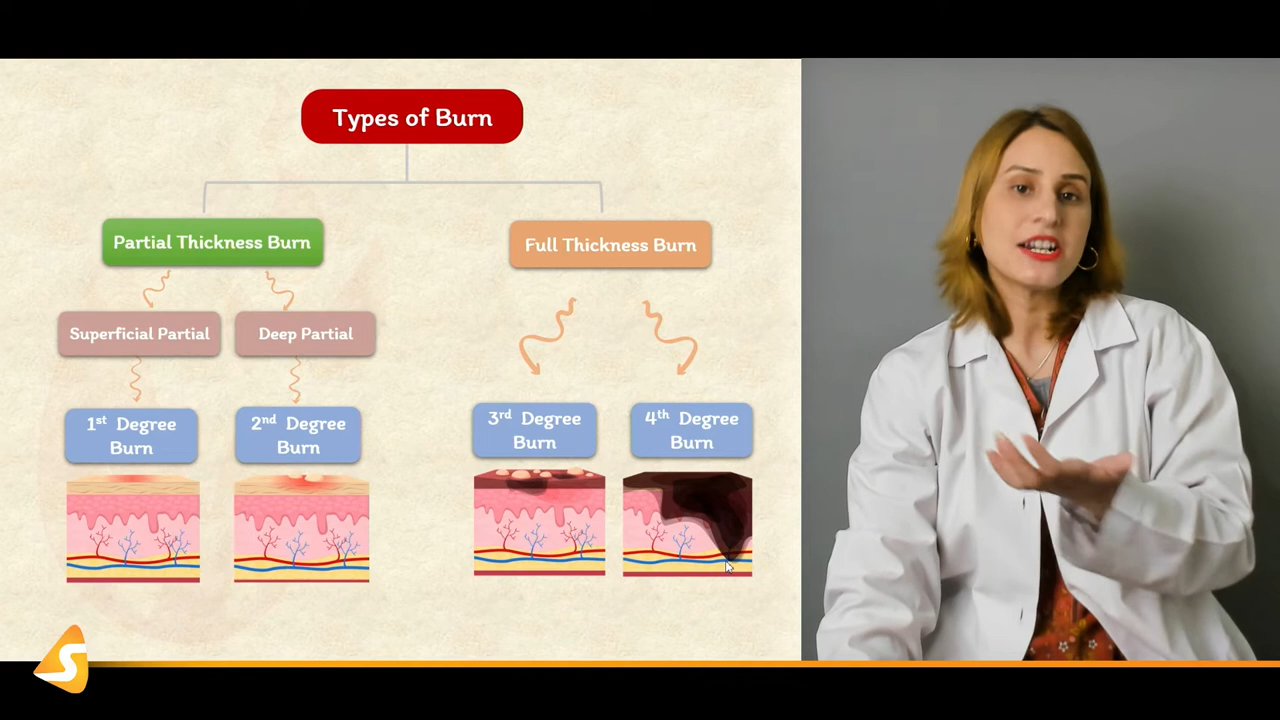 Types of Burn
Partial Thickness Burn
Full Thickness Burn
Superficial Partial
Deep Partial
1st Degree
Burn
2nd Degree
Burn
3rd Degree
Burn
4th Degree
Burn
S